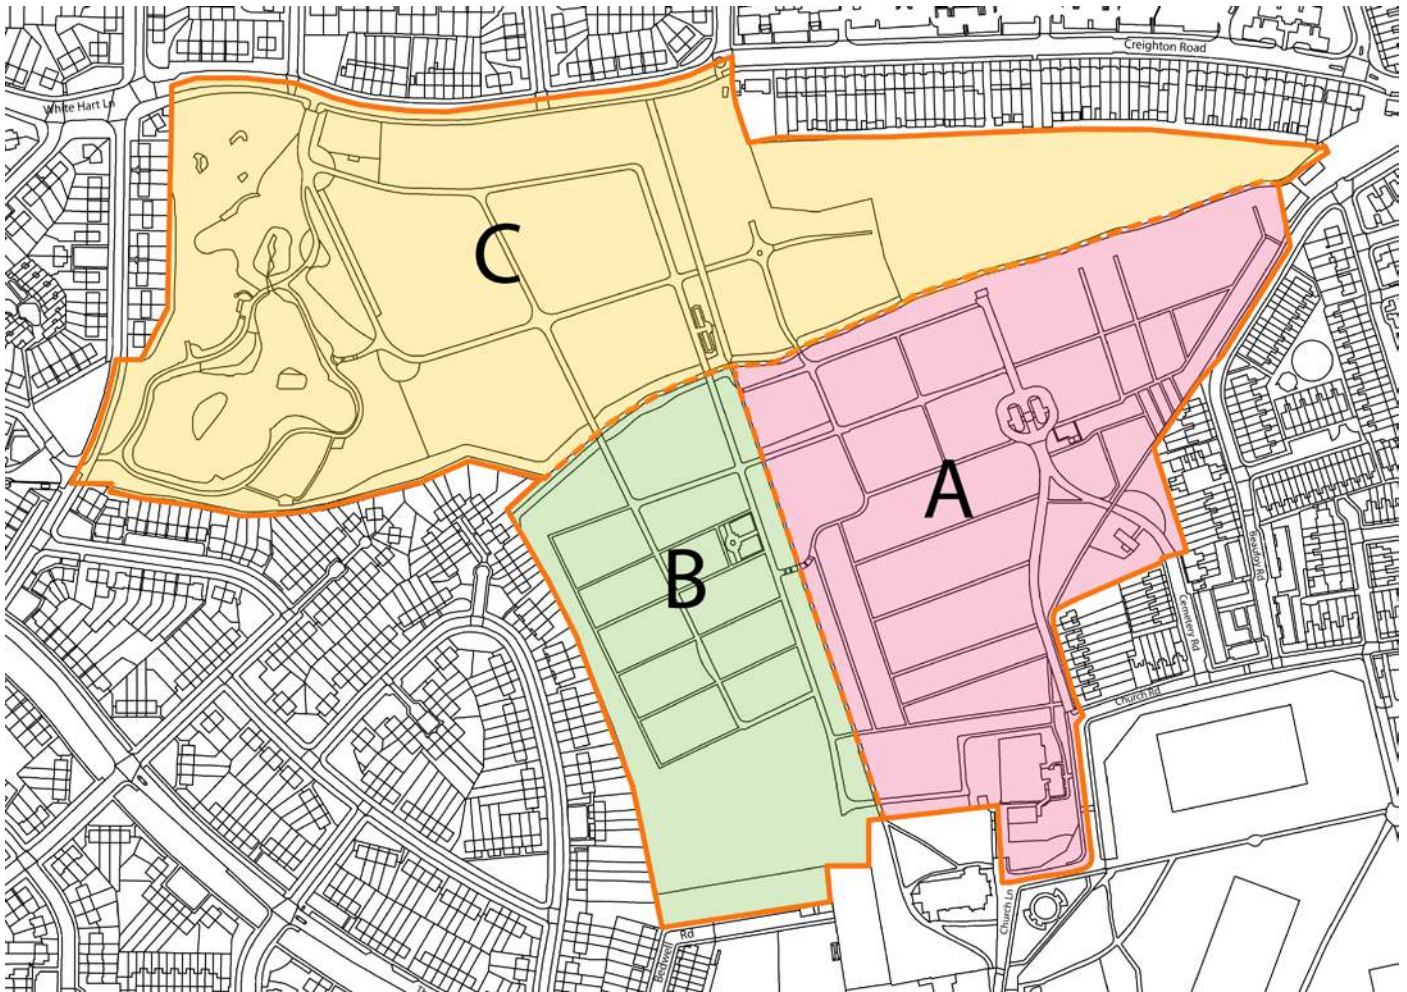 Creighton Road
White Hart Ln
C
A
B
Beaufoy Rd
Cemetery Rd
Church Rd
Church Ln
Rd
Bedwell